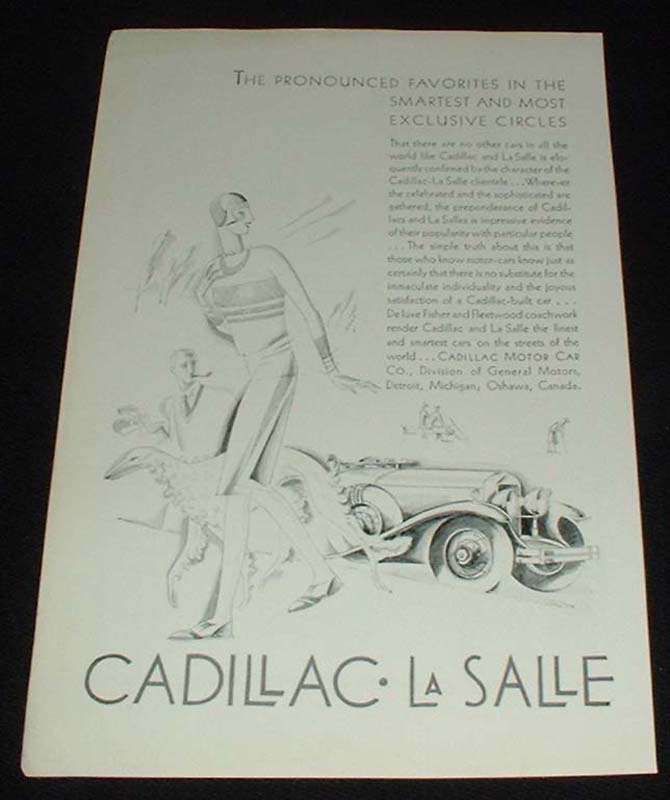 THE PRONOUNCED FAVORITES IN THE
SMARTEST AND MOST
EXCLUSIVE CIRCLES
That there are no other cars in all the
world like Cadillac and La Salle is elo-
quently confirmed by the character of the
Cadillac-La Salle clientele . . . Wherever
the celebrated and the sophisticated are
gathered, the preponderance of Cadil-
lacs and La Salles is impressive evidence
of their popularity with particular people
. . . The simple truth about this is that
those who know motor-cars know just as
certainly that there is no substitute for the
immaculate individuality and the joyous
satisfaction of a Cadillac-built car . . .
De luxe Fisher and Fleetwood coachwork
render Cadillac and La Salle the finest
and smartest cars on the streets of the
world . . . CADILLAC MOTOR CAR
CO., Division of General Motors,
Detroit, Michigan, Oshawa, Canada.
CADILLAC · LA SALLE